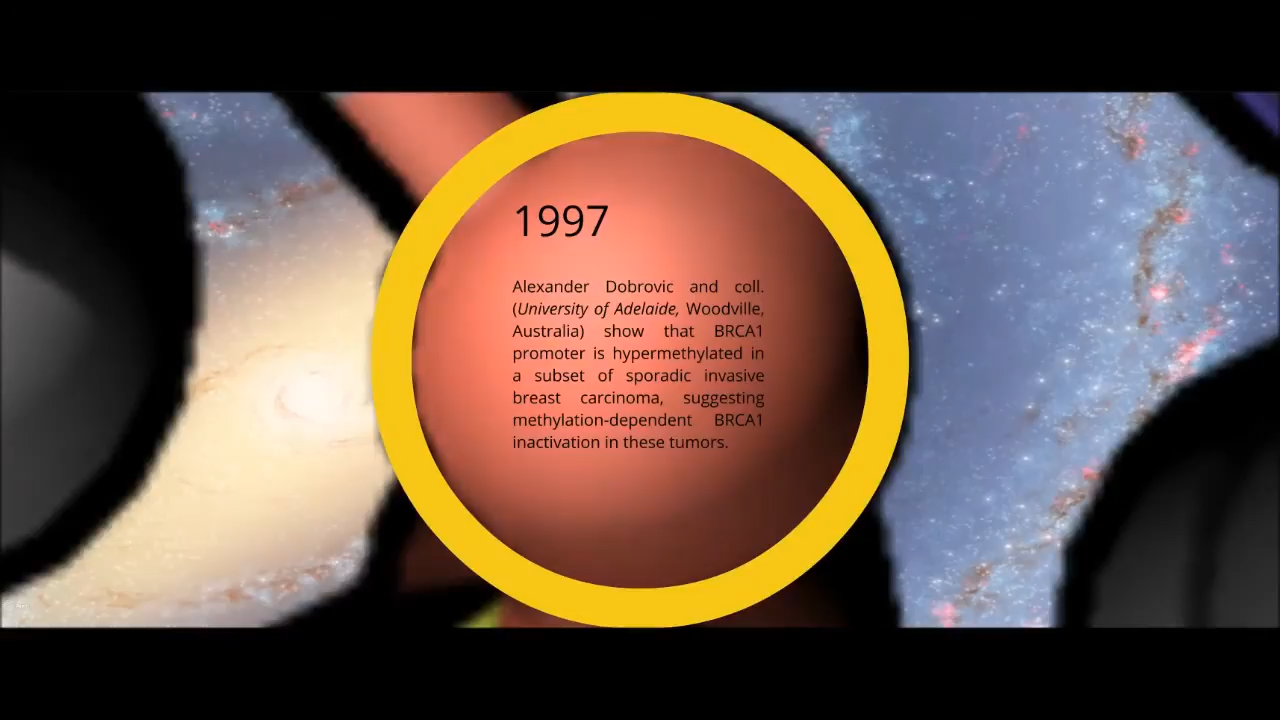 1997
Alexander Dobrovic and coll.
(University of Adelaide, Woodville,
Australia) show that BRCA1
promoter is hypermethylated in
a subset of sporadic invasive
breast carcinoma, suggesting
methylation-dependent BRCA1
inactivation in these tumors.